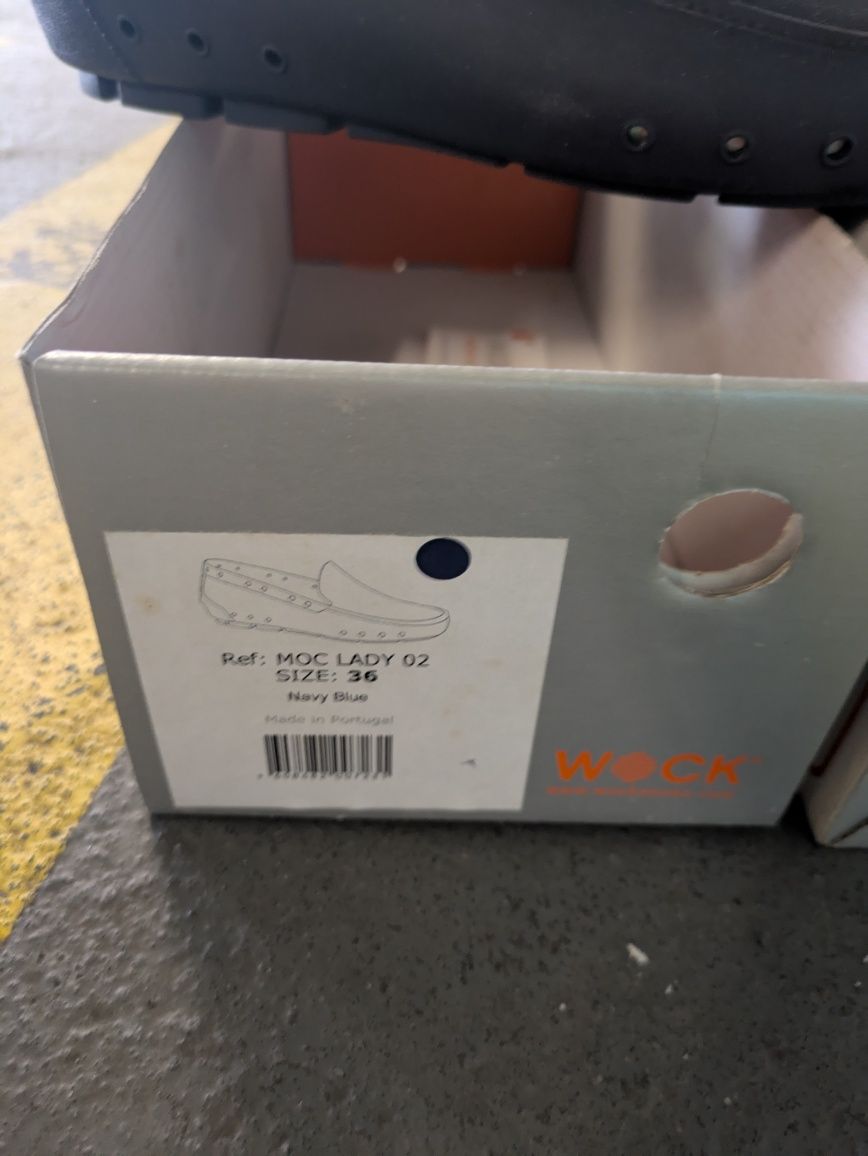 Ref: MOC LADY 02
SIZE: 36
Navy Blue
Made in Portugal
WOCK